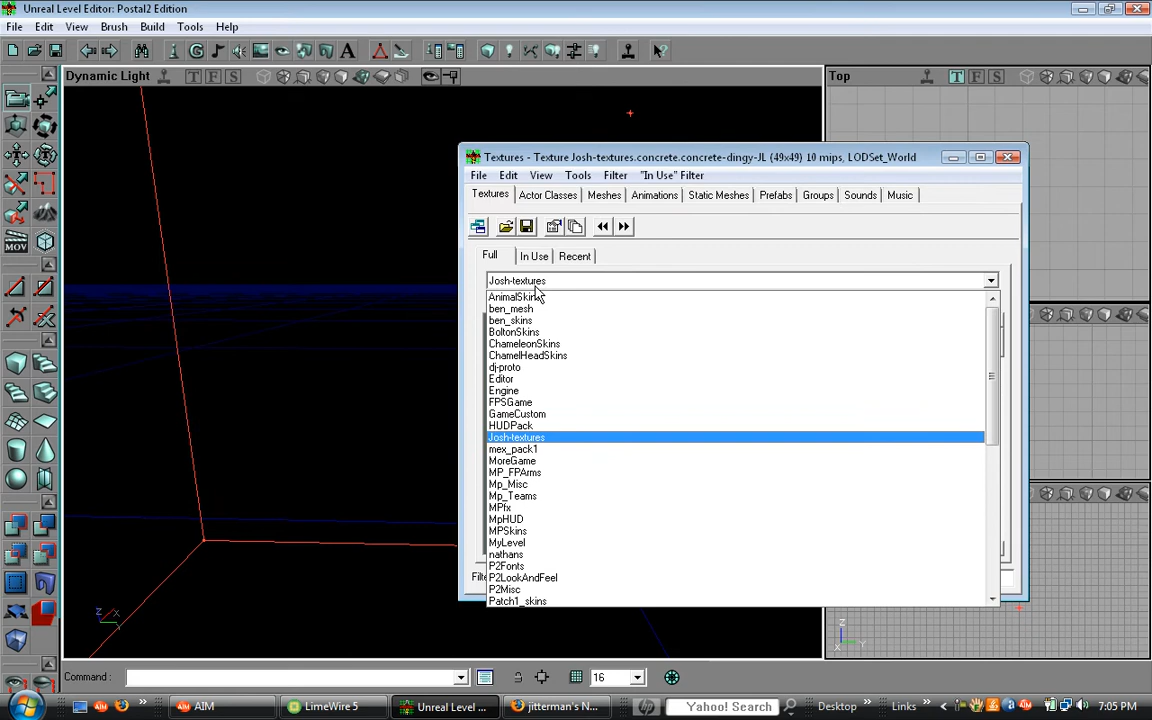 Unreal Level Editor: Postal2 Edition
File Edit View Brush Build Tools Help
Dynamic Light T F S
Top T F S
Textures - Texture Josh-textures.concrete.concrete-dingy-JL (49x49) 10 mips, LODSet_World
File Edit View Tools Filter "In Use" Filter
Textures Actor Classes Meshes Animations Static Meshes Prefabs Groups Sounds Music
MOV
Full In Use Recent
Josh-textures
AnimalSkins
ben_mesh
ben_skins
BoltonSkins
ChameleonSkins
ChamelHeadSkins
dj-proto
Editor
Engine
FPSGame
GameCustom
HUDPack
Josh-textures
mex_pack1
MoreGame
MP_FPArms
Mp_Misc
Mp_Teams
MPfx
MpHUD
MPSkins
MyLevel
nathans
P2Fonts
P2LookAndFeel
P2Misc
Patch1_skins
Z X Y
Z X Y
Command : 16
AIM LimeWire 5 Unreal Level ... jitterman's N... hp Yahoo! Search Desktop » Links » 7:05 PM